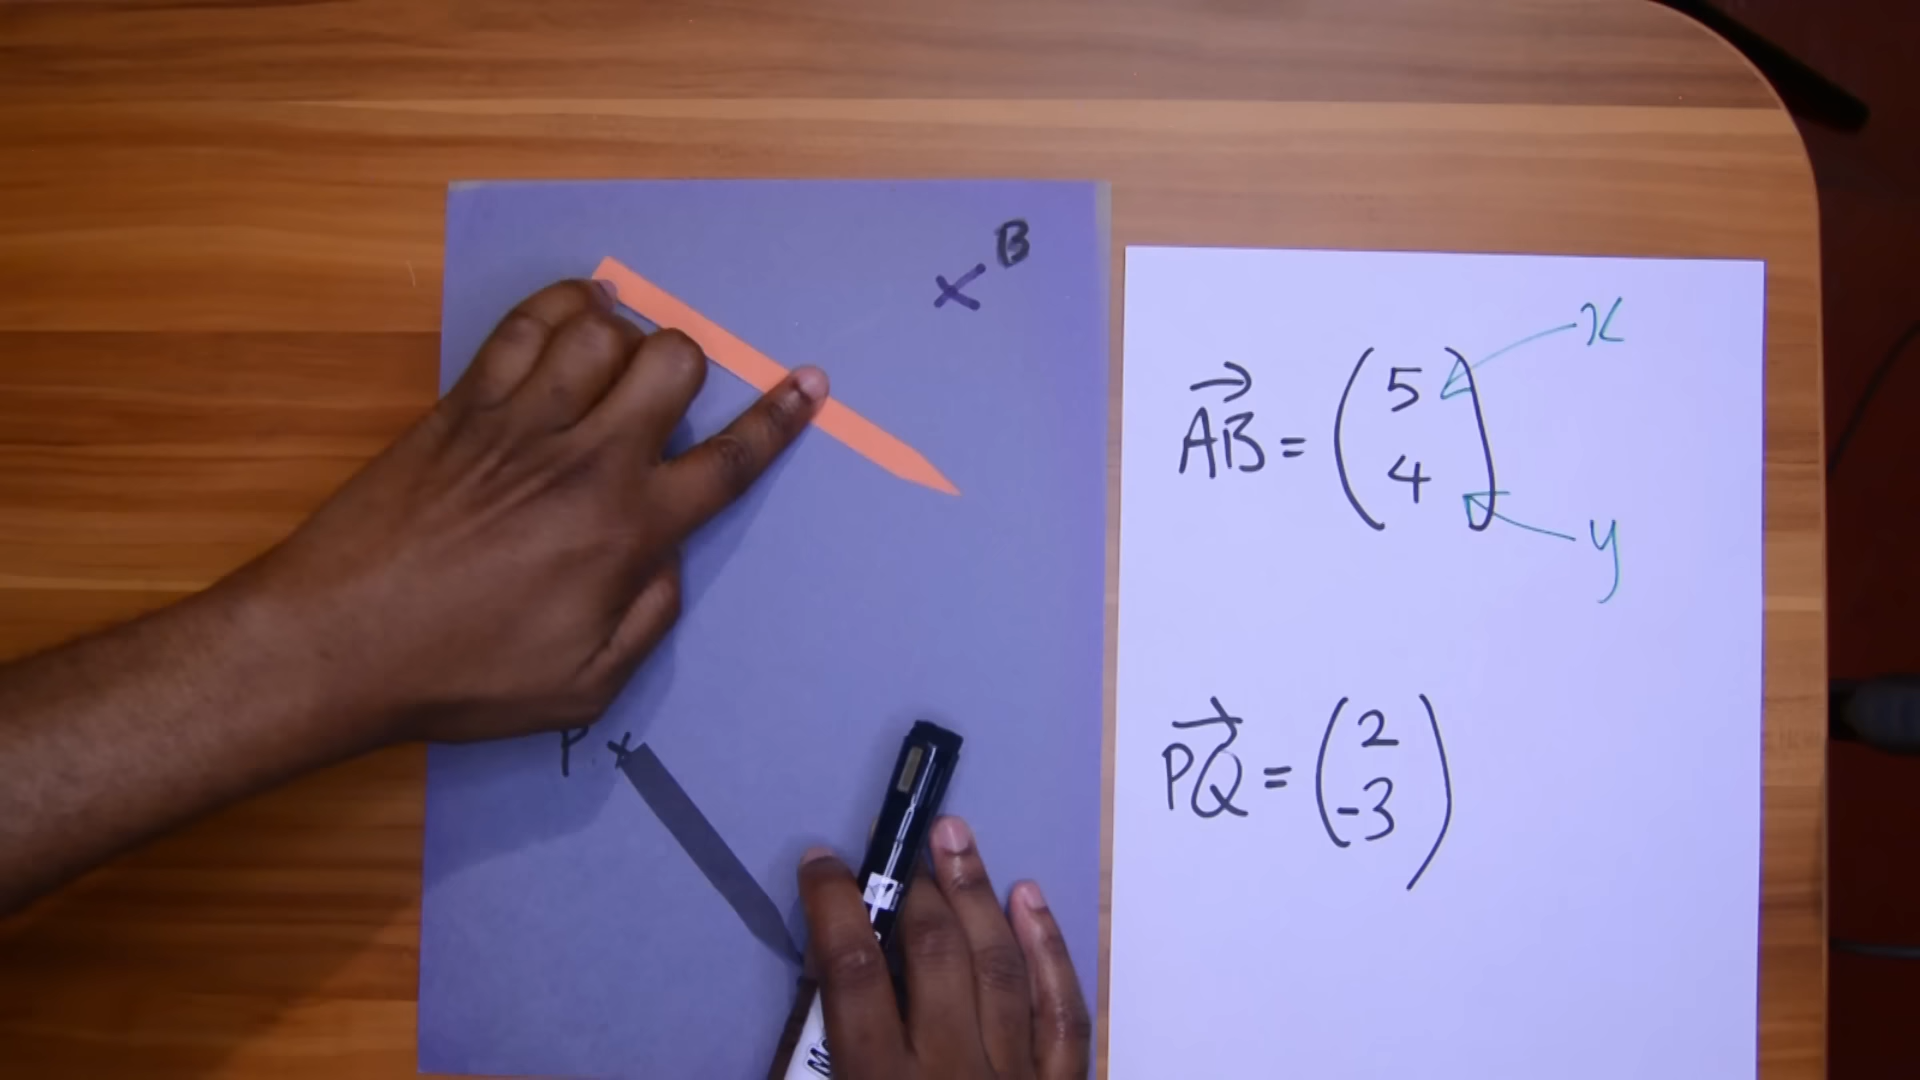 B
P.
x
AB = (5
4)
y
PQ = (2
-3)